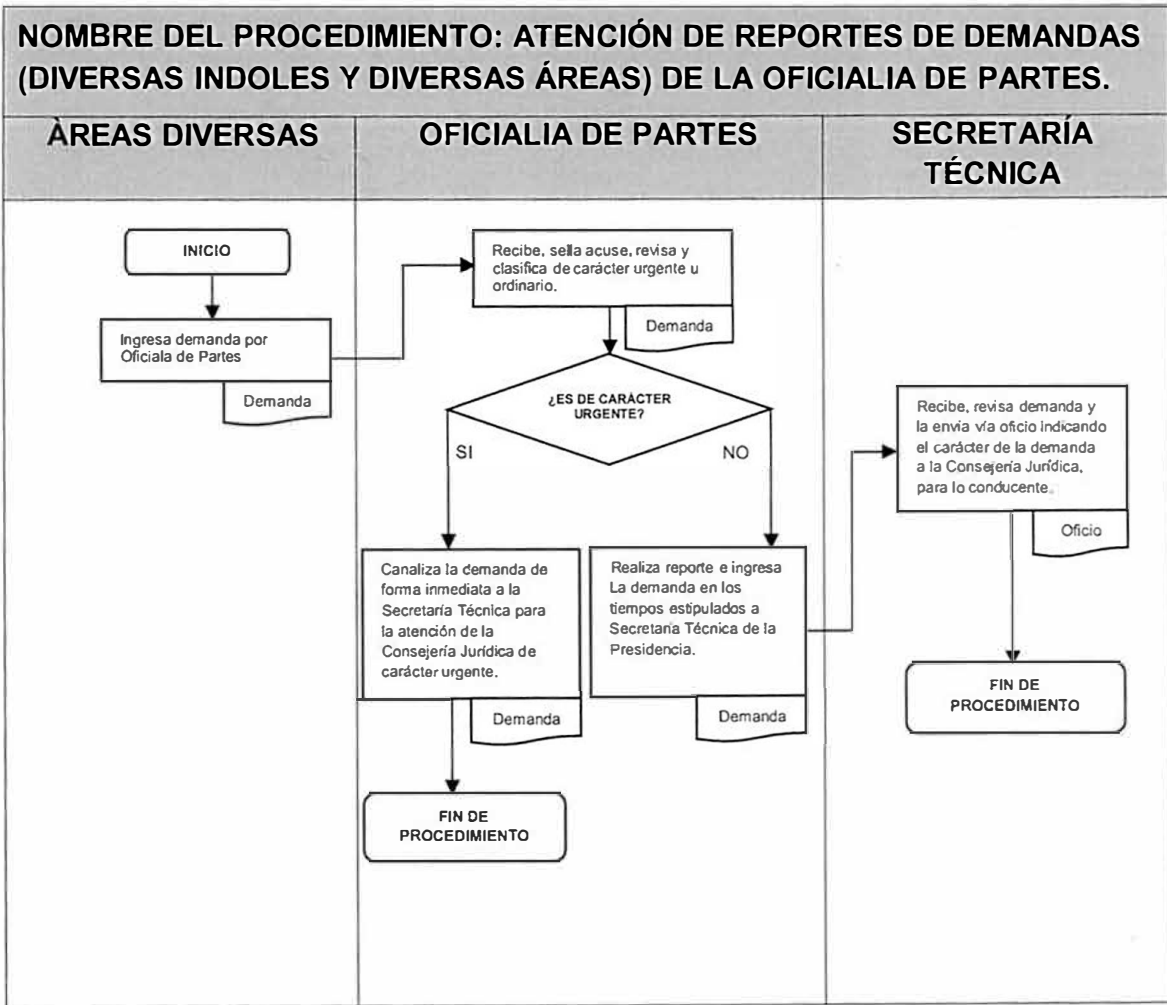 NOMBRE DEL PROCEDIMIENTO: ATENCIÓN DE REPORTES DE DEMANDAS
(DIVERSAS INDOLES Y DIVERSAS ÁREAS) DE LA OFICIALIA DE PARTES.
ÀREAS DIVERSAS
OFICIALIA DE PARTES
SECRETARÍA
TÉCNICA
INICIO
Ingresa demanda por
Oficiala de Partes
Demanda
Recibe, sella acuse, revisa y
clasifica de carácter urgente u
ordinario.
Demanda
¿ES DE CARÁCTER
URGENTE?
SI
NO
Canaliza la demanda de
forma inmediata a la
Secretaría Técnica para
la atención de la
Consejería Jurídica de
carácter urgente.
Demanda
FIN DE
PROCEDIMIENTO
Realiza reporte e ingresa
La demanda en los
tiempos estipulados a
Secretaría Técnica de la
Presidencia.
Demanda
Recibe, revisa demanda y
la envia vía oficio indicando
el carácter de la demanda
a la Consejería Jurídica,
para lo conducente.
Oficio
FIN DE
PROCEDIMIENTO